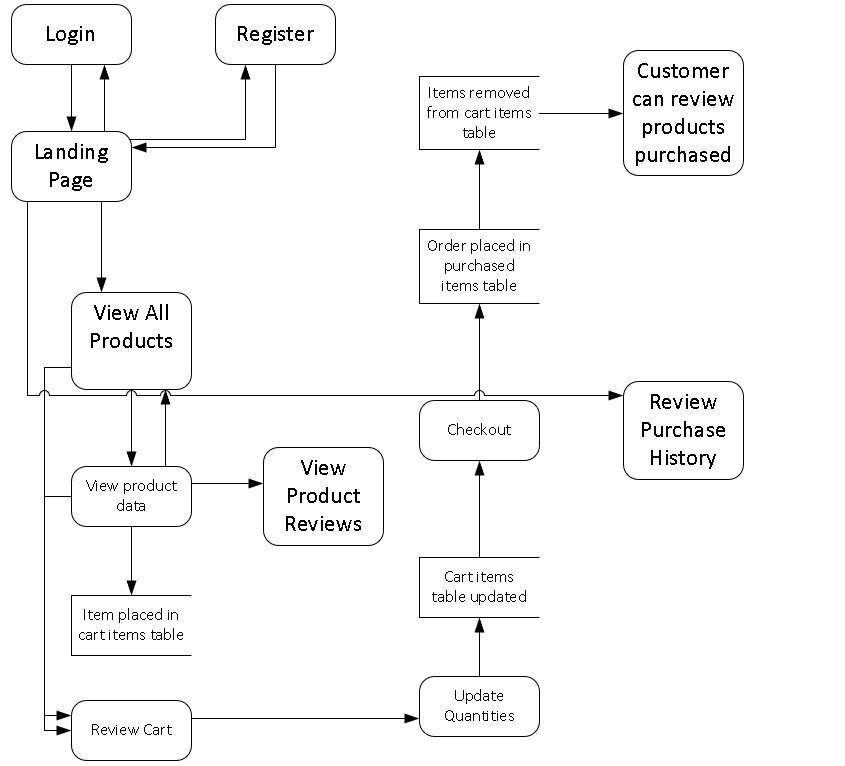 Login
Register
Landing
Page
View All
Products
View product
data
View
Product
Reviews
Item placed in
cart items table
Review Cart
Update
Quantities
Cart items
table updated
Checkout
Order placed in
purchased
items table
Items removed
from cart items
table
Customer
can review
products
purchased
Review
Purchase
History